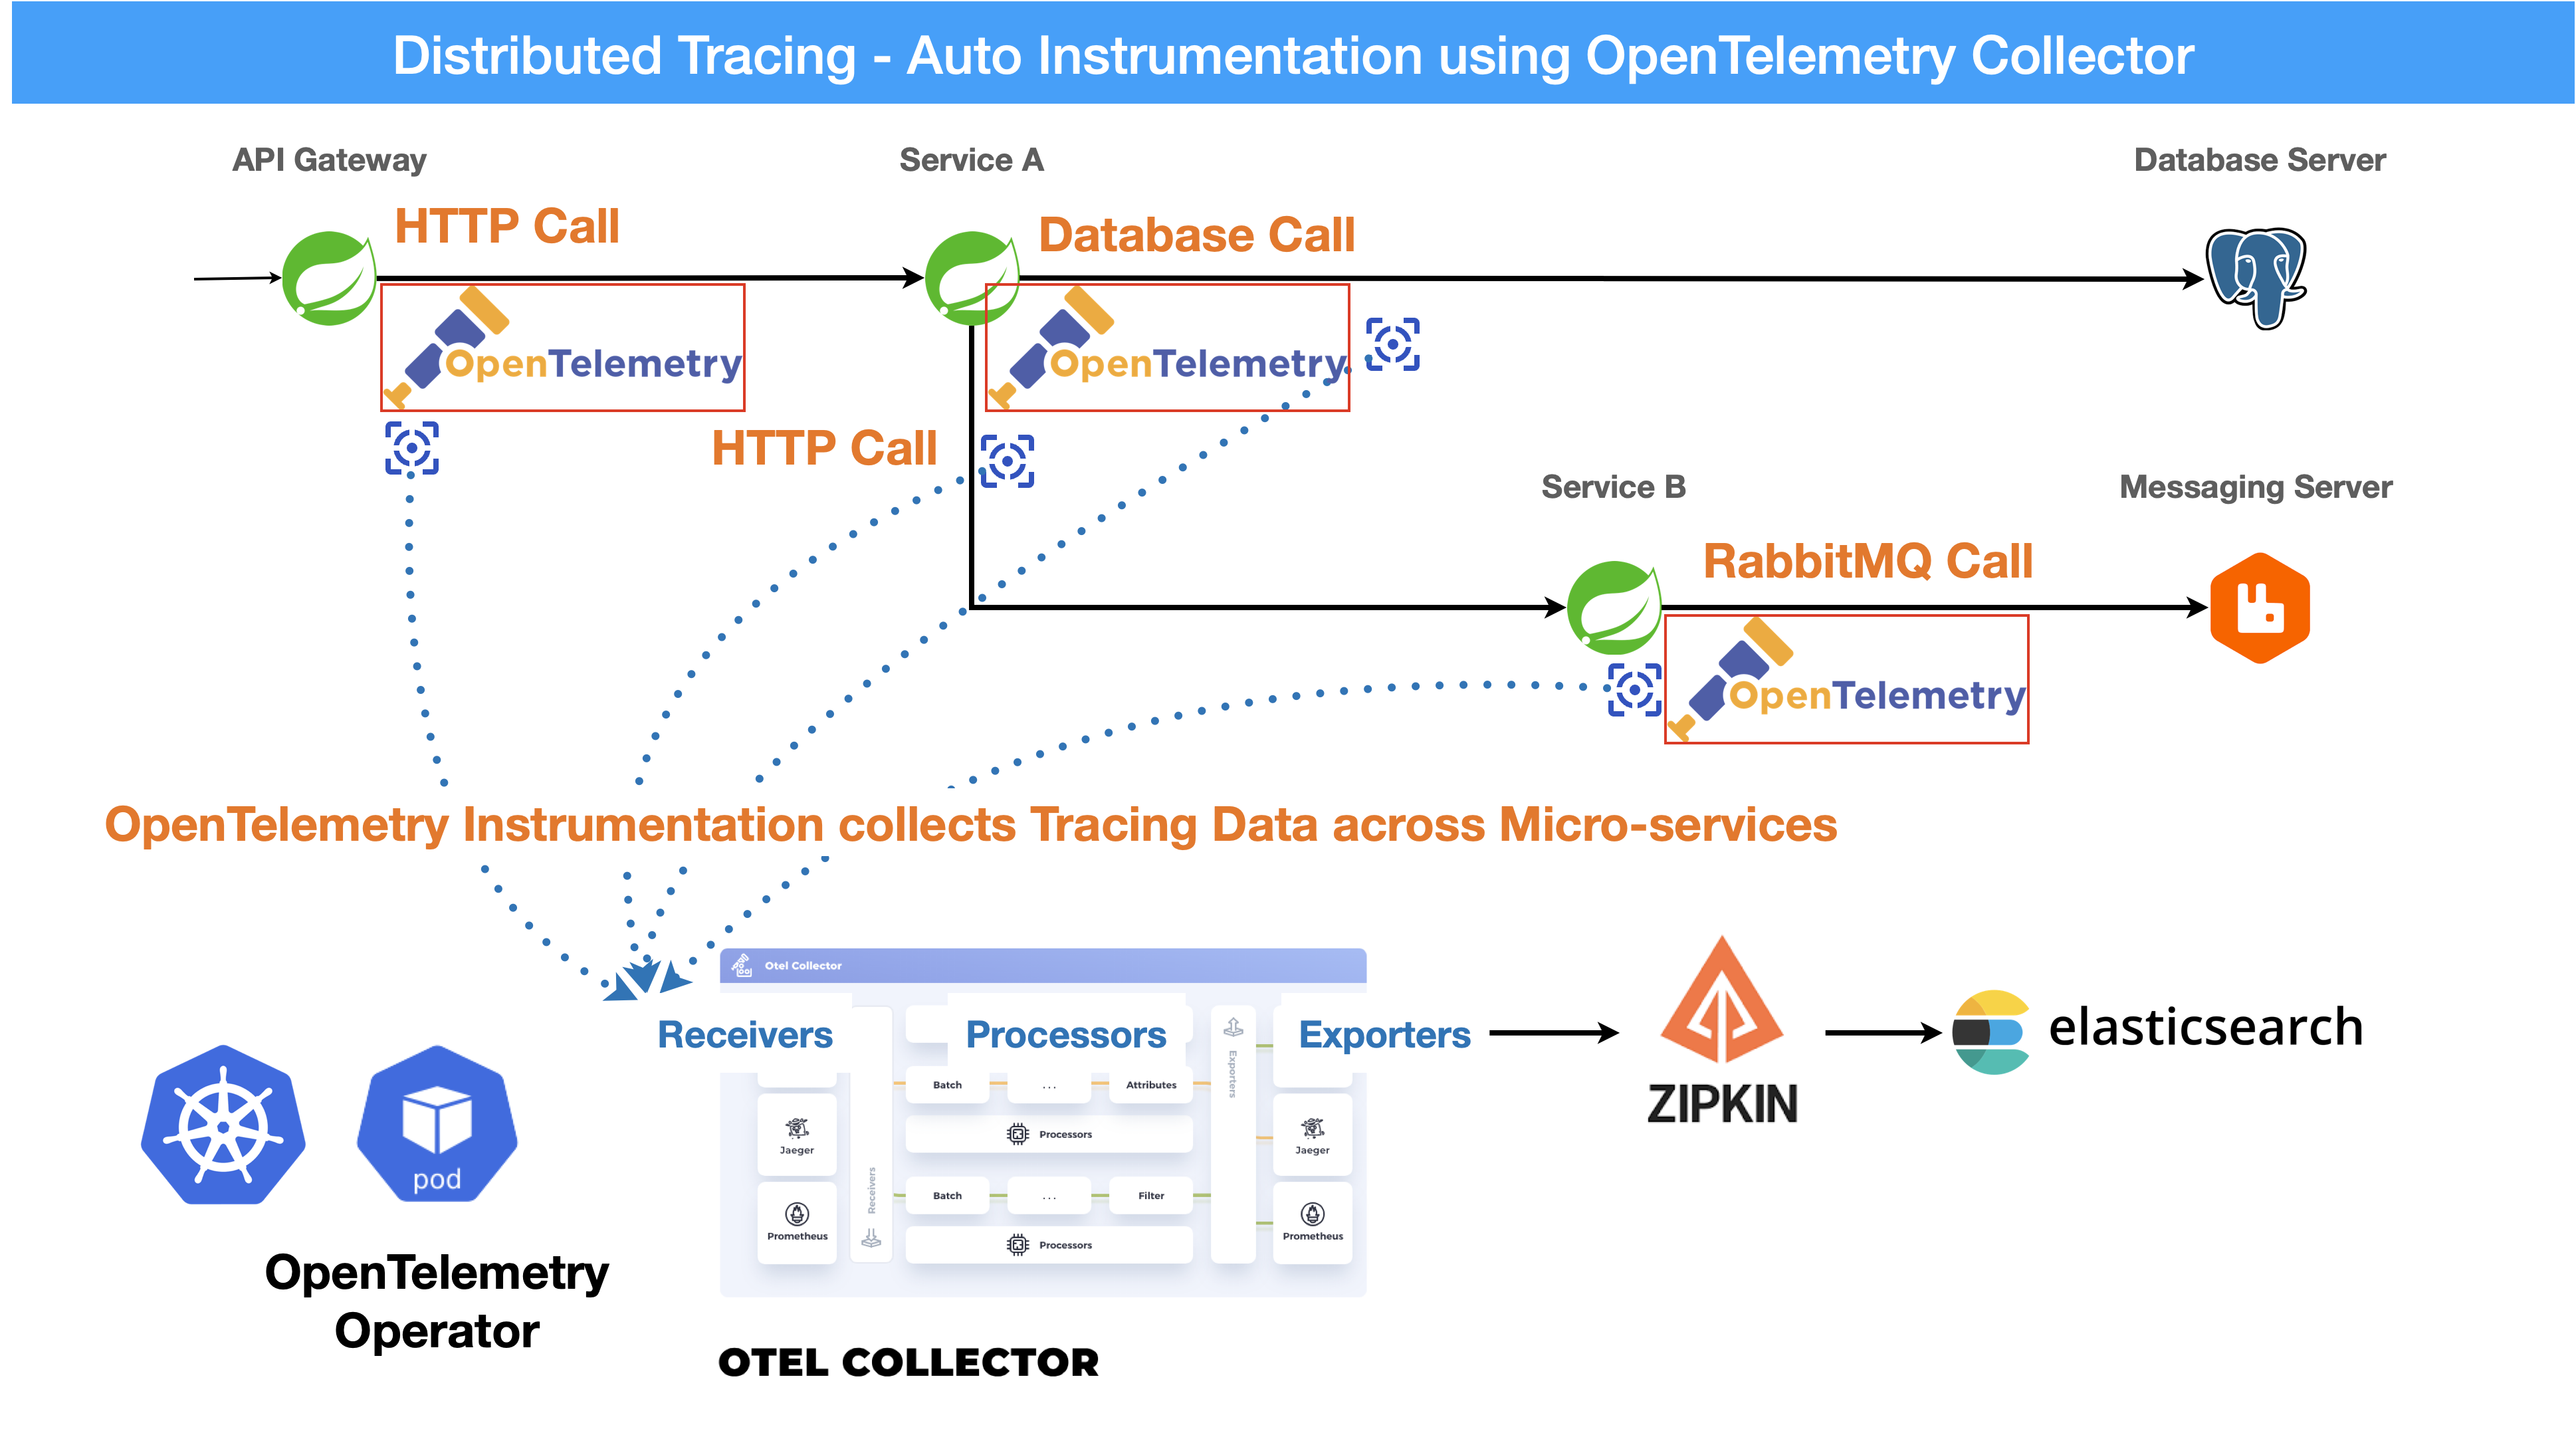 Distributed Tracing - Auto Instrumentation using OpenTelemetry Collector
API Gateway
Service A
Database Server
HTTP Call
Database Call
OpenTelemetry
OpenTelemetry
HTTP Call
Service B
Messaging Server
RabbitMQ Call
OpenTelemetry
OpenTelemetry Instrumentation collects Tracing Data across Micro-services
Otel Collector
Receivers
Processors
Exporters
Exporters
ZIPKIN
elasticsearch
Batch
...
Attributes
Jaeger
Processors
Jaeger
Receivers
Batch
...
Filter
Prometheus
Processors
Prometheus
pod
OpenTelemetry
Operator
OTEL COLLECTOR